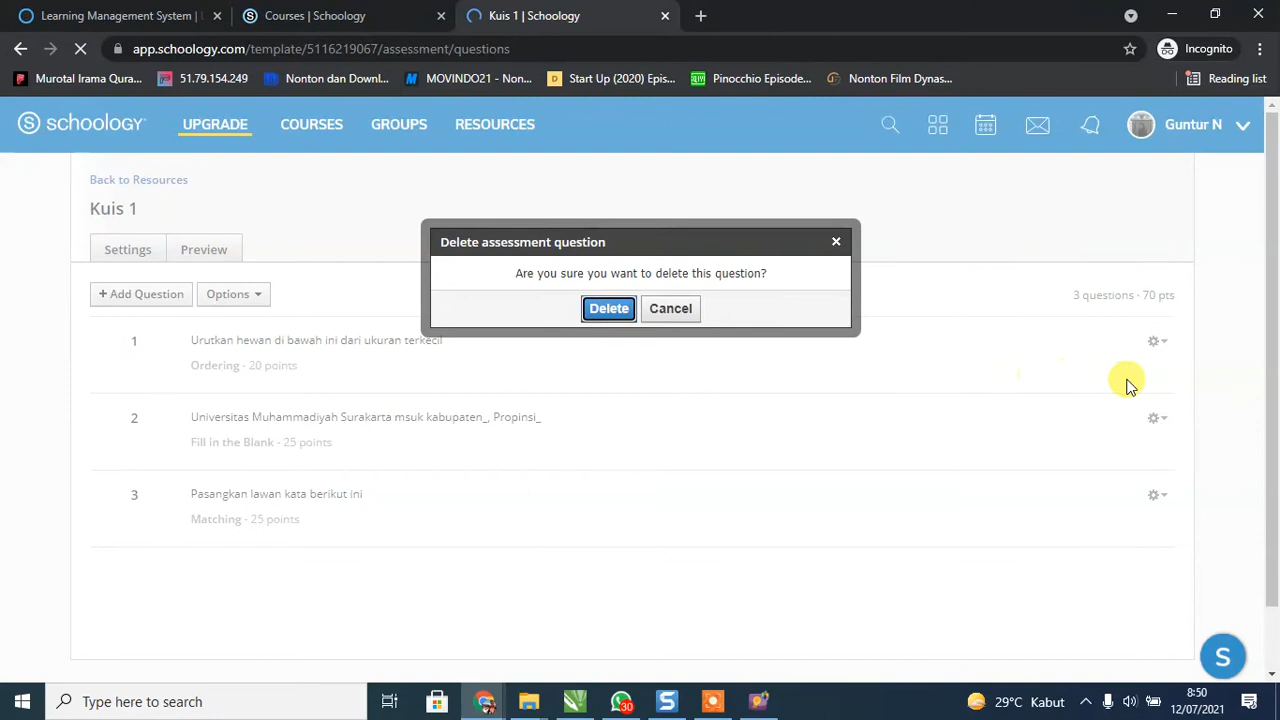 Learning Management System |
Courses | Schoology
Kuis 1 | Schoology
app.schoology.com/template/5116219067/assessment/questions
Incognito
Murotal Irama Qura...
51.79.154.249
Nonton dan Downl...
MOVINDO21 - Non...
Start Up (2020) Epis...
Pinocchio Episode...
Nonton Film Dynas...
Reading list
S schoology
UPGRADE
COURSES
GROUPS
RESOURCES
Guntur N
Back to Resources
Kuis 1
Settings
Preview
Delete assessment question
Are you sure you want to delete this question?
Delete
Cancel
+ Add Question
Options
3 questions · 70 pts
1
Urutkan hewan di bawah ini dari ukuran terkecil
Ordering · 20 points
2
Universitas Muhammadiyah Surakarta msuk kabupaten_, Propinsi_
Fill in the Blank · 25 points
3
Pasangkan lawan kata berikut ini
Matching · 25 points
S
Type here to search
30
S
29°C Kabut
8:50
12/07/2021